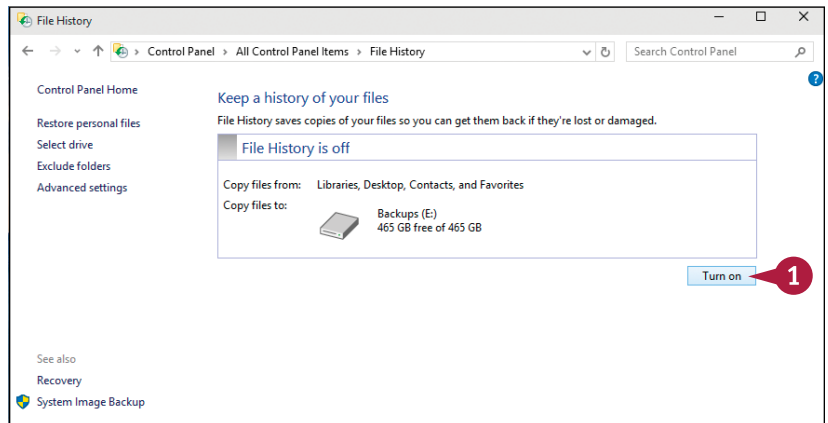 File History
Control Panel > All Control Panel Items > File History
Search Control Panel
?
Control Panel Home
Restore personal files
Select drive
Exclude folders
Advanced settings
Keep a history of your files
File History saves copies of your files so you can get them back if they're lost or damaged.
File History is off
Copy files from: Libraries, Desktop, Contacts, and Favorites
Copy files to:
Backups (E:)
465 GB free of 465 GB
Turn on
1
See also
Recovery
System Image Backup